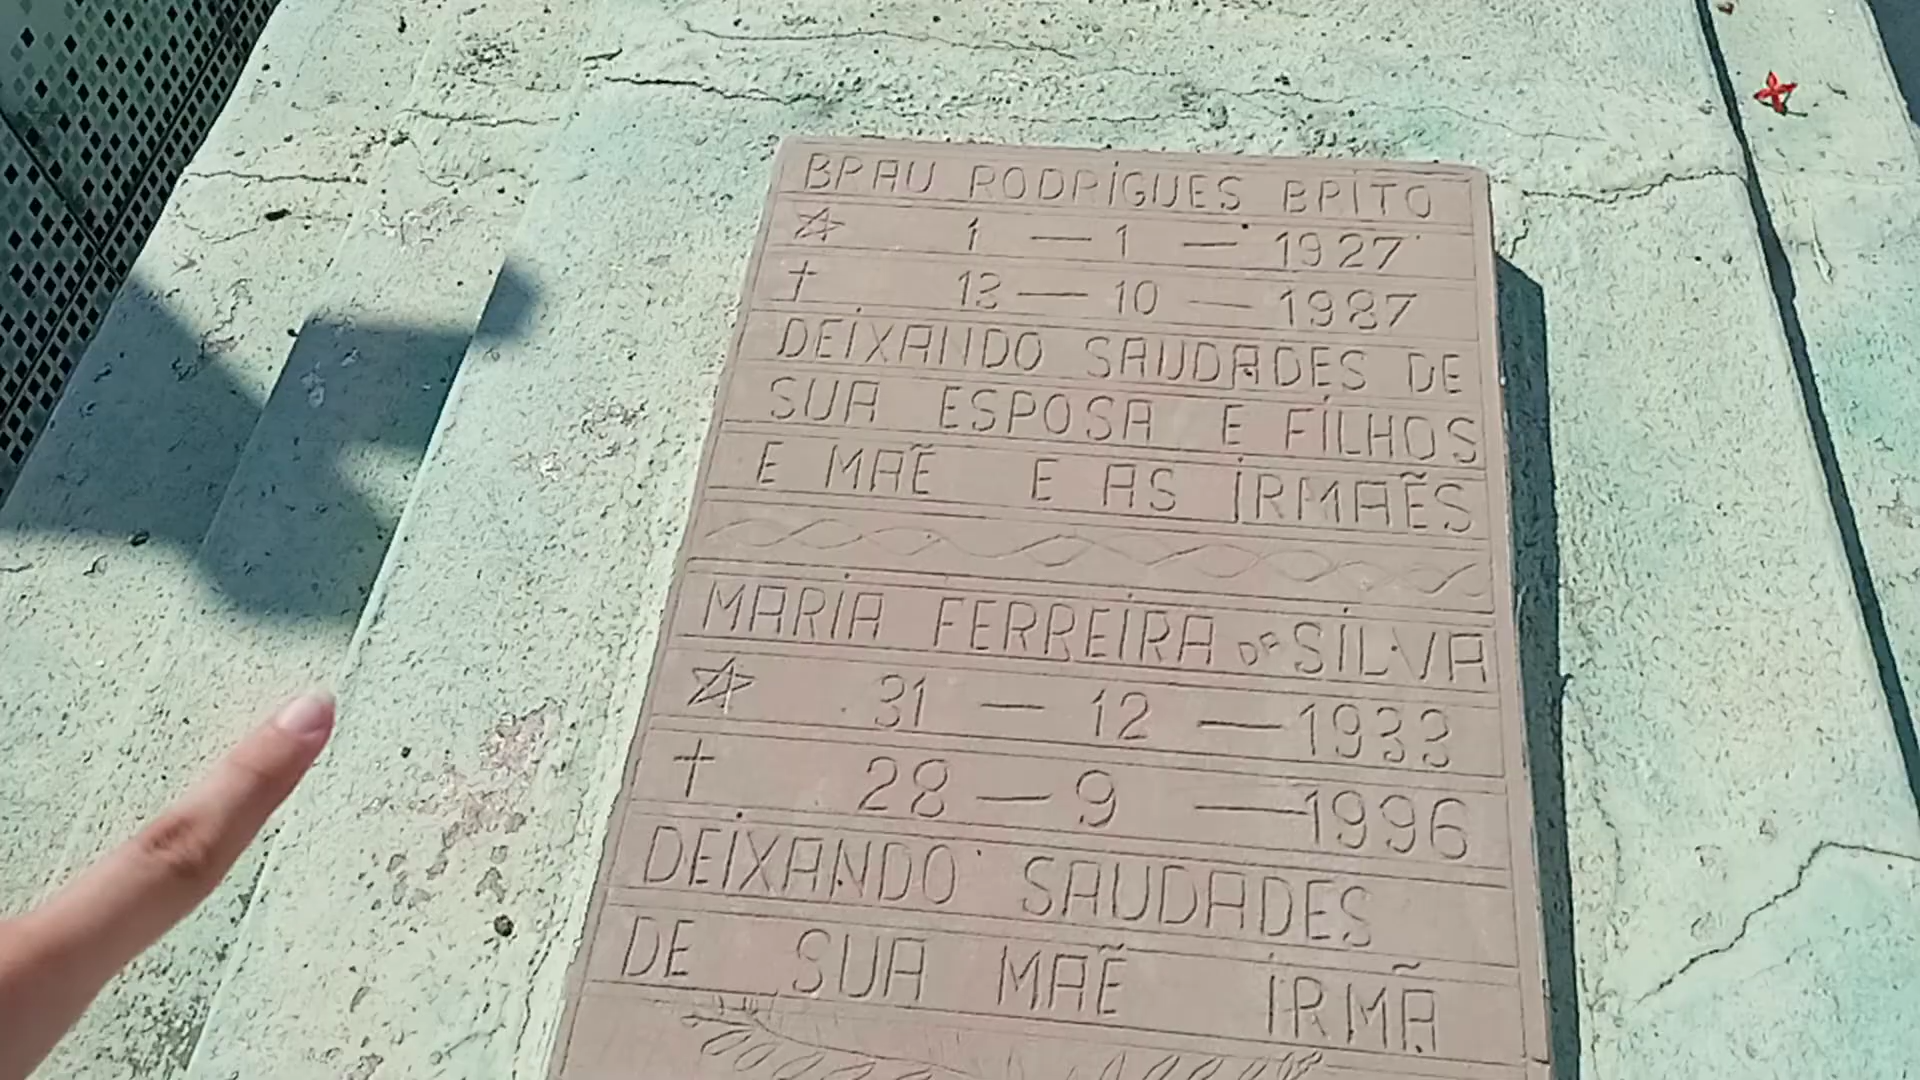 BRAU RODRIGUES BRITO
1 — 1 — 1927
† 13 — 10 — 1987
DEIXANDO SAUDADES DE
SUA ESPOSA E FILHOS
E MAẼ E AS IRMAẼS
MARIA FERREIRA DA SILVA
31 — 12 — 1933
† 28 — 9 — 1996
DEIXANDO SAUDADES
DE SUA MAẼ IRMÃ